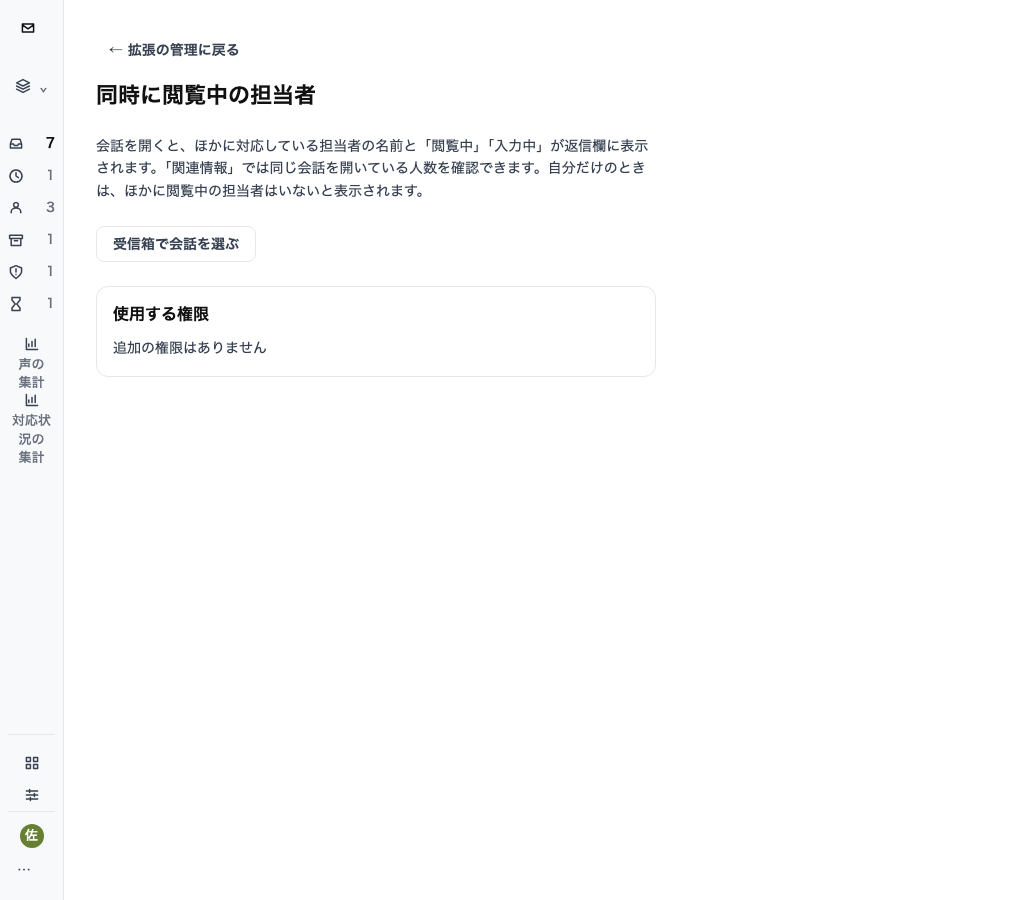 ← 拡張の管理に戻る
同時に閲覧中の担当者
会話を開くと、ほかに対応している担当者の名前と「閲覧中」「入力中」が返信欄に表示
されます。「関連情報」では同じ会話を開いている人数を確認できます。自分だけのとき
は、ほかに閲覧中の担当者はいないと表示されます。
受信箱で会話を選ぶ
使用する権限
追加の権限はありません
7
1
3
1
1
1
声の
集計
対応状
況の
集計
佐
…